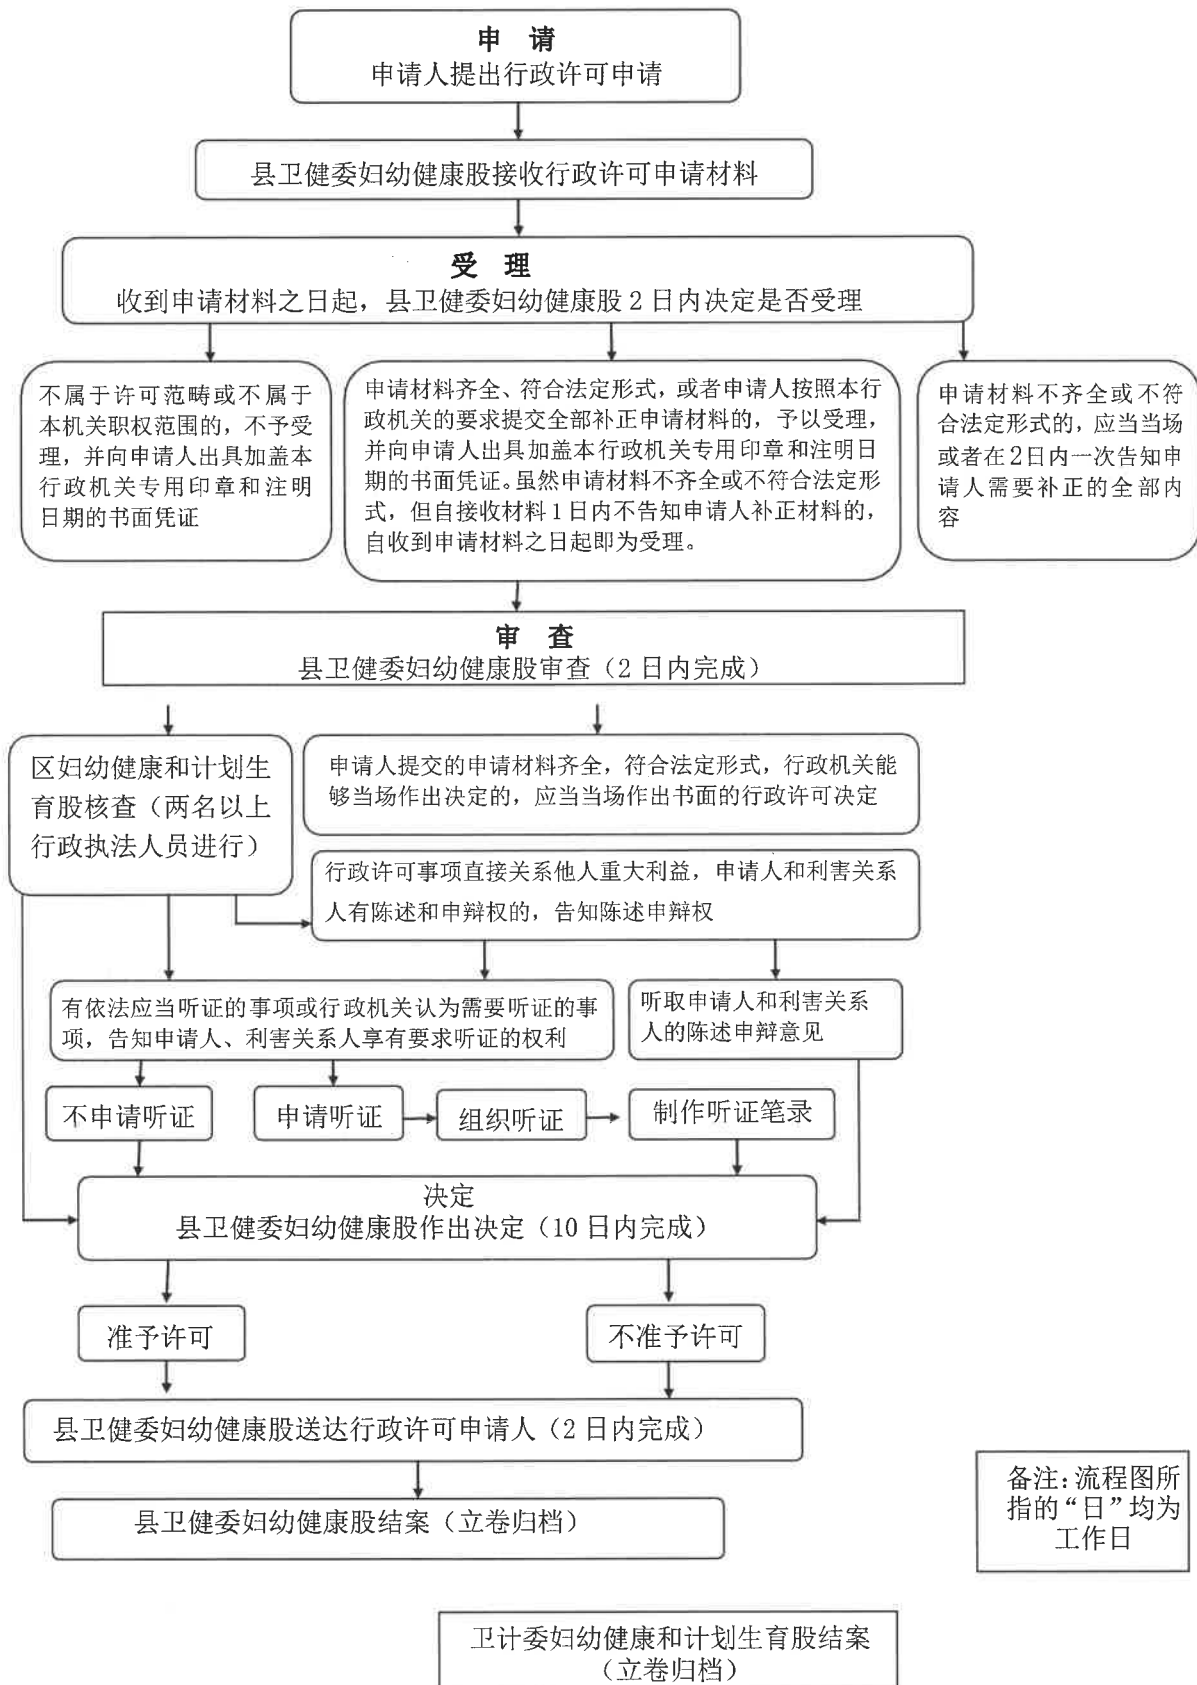 申 请
申请人提出行政许可申请
县卫健委妇幼健康股接收行政许可申请材料
受 理
收到申请材料之日起，县卫健委妇幼健康股 2 日内决定是否受理
不属于许可范畴或不属于
本机关职权范围的，不予受
理，并向申请人出具加盖本
行政机关专用印章和注明
日期的书面凭证
申请材料齐全、符合法定形式，或者申请人按照本行
政机关的要求提交全部补正申请材料的，予以受理，
并向申请人出具加盖本行政机关专用印章和注明日
期的书面凭证。虽然申请材料不齐全或不符合法定形
式，但自接收材料 1 日内不告知申请人补正材料的，
自收到申请材料之日起即为受理。
申请材料不齐全或不符
合法定形式的，应当当场
或者在 2 日内一次告知申
请人需要补正的全部内
容
审 查
县卫健委妇幼健康股审查（2 日内完成）
区妇幼健康和计划生
育股核查（两名以上
行政执法人员进行）
申请人提交的申请材料齐全，符合法定形式，行政机关能
够当场作出决定的，应当当场作出书面的行政许可决定
行政许可事项直接关系他人重大利益，申请人和利害关系
人有陈述和申辩权的，告知陈述申辩权
有依法应当听证的事项或行政机关认为需要听证的事
项，告知申请人、利害关系人享有要求听证的权利
听取申请人和利害关系
人的陈述申辩意见
不申请听证
申请听证
组织听证
制作听证笔录
决定
县卫健委妇幼健康股作出决定（10 日内完成）
准予许可
不准予许可
县卫健委妇幼健康股送达行政许可申请人（2 日内完成）
县卫健委妇幼健康股结案（立卷归档）
备注：流程图所
指的“日”均为
工作日
卫计委妇幼健康和计划生育股结案
（立卷归档）